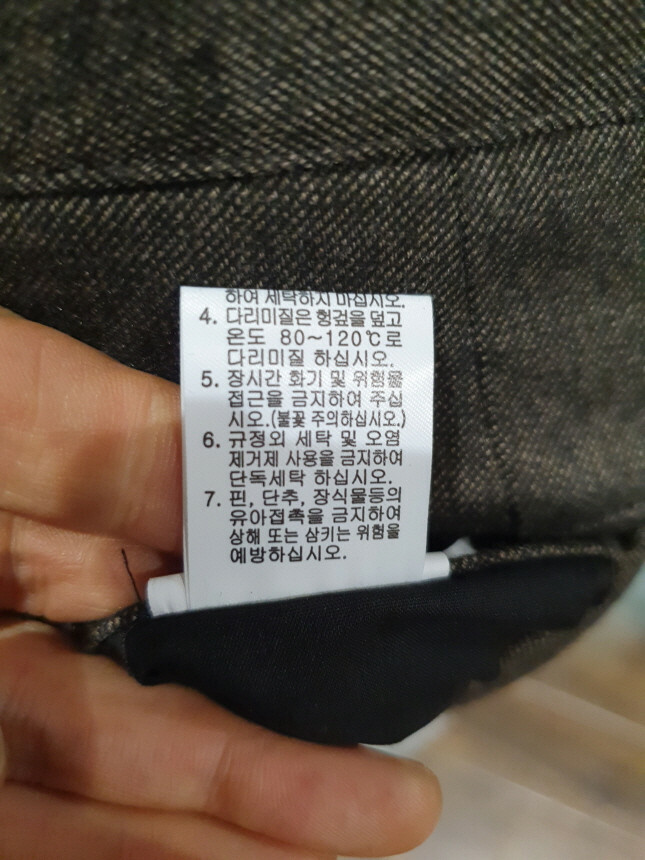 하여 세탁하지 마십시오.
4. 다리미질은 헝겊을 덮고
온도 80~120℃로
다리미질 하십시오.
5. 장시간 화기 및 위험물
접근을 금지하여 주십
시오.(불꽃 주의하십시오.)
6. 규정외 세탁 및 오염
제거제 사용을 금지하여
단독세탁 하십시오.
7. 핀, 단추, 장식물등의
유아접촉을 금지하여
상해 또는 삼키는 위험을
예방하십시오.